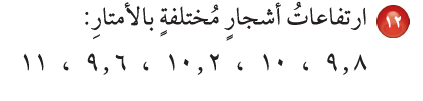 ١٢ ارتفاعاتُ أشجارٍ مُختلفةٍ بالأمتارِ:
٩,٨ ، ١٠ ، ١٠,٢ ، ٩,٦ ، ١١